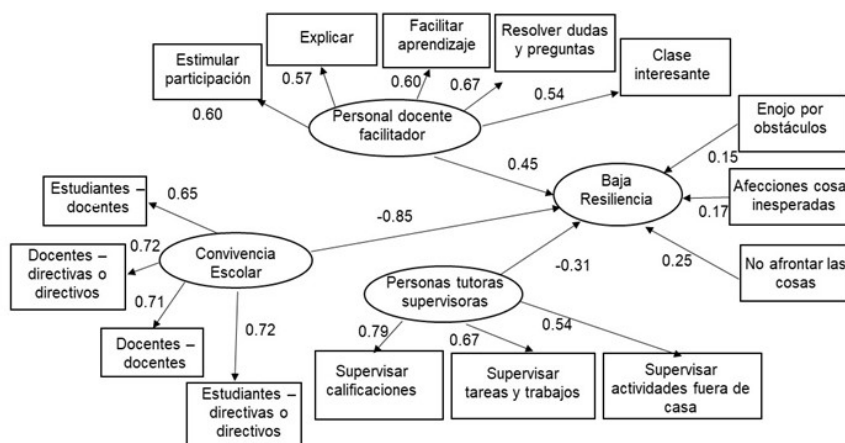 Estimular
participación
Explicar
Facilitar
aprendizaje
Resolver dudas
y preguntas
Clase
interesante
0.60
0.57
0.60
0.67
0.54
Personal docente
facilitador
0.45
Enojo por
obstáculos
0.15
Baja
Resiliencia
Afecciones cosas
inesperadas
0.17
No afrontar las
cosas
0.25
Estudiantes –
docentes
0.65
-0.85
Docentes –
directivas o
directivos
0.72
Convivencia
Escolar
0.71
Docentes –
docentes
0.72
Estudiantes –
directivas o
directivos
-0.31
Personas tutoras
supervisoras
0.79
0.67
0.54
Supervisar
calificaciones
Supervisar
tareas y trabajos
Supervisar
actividades fuera de
casa